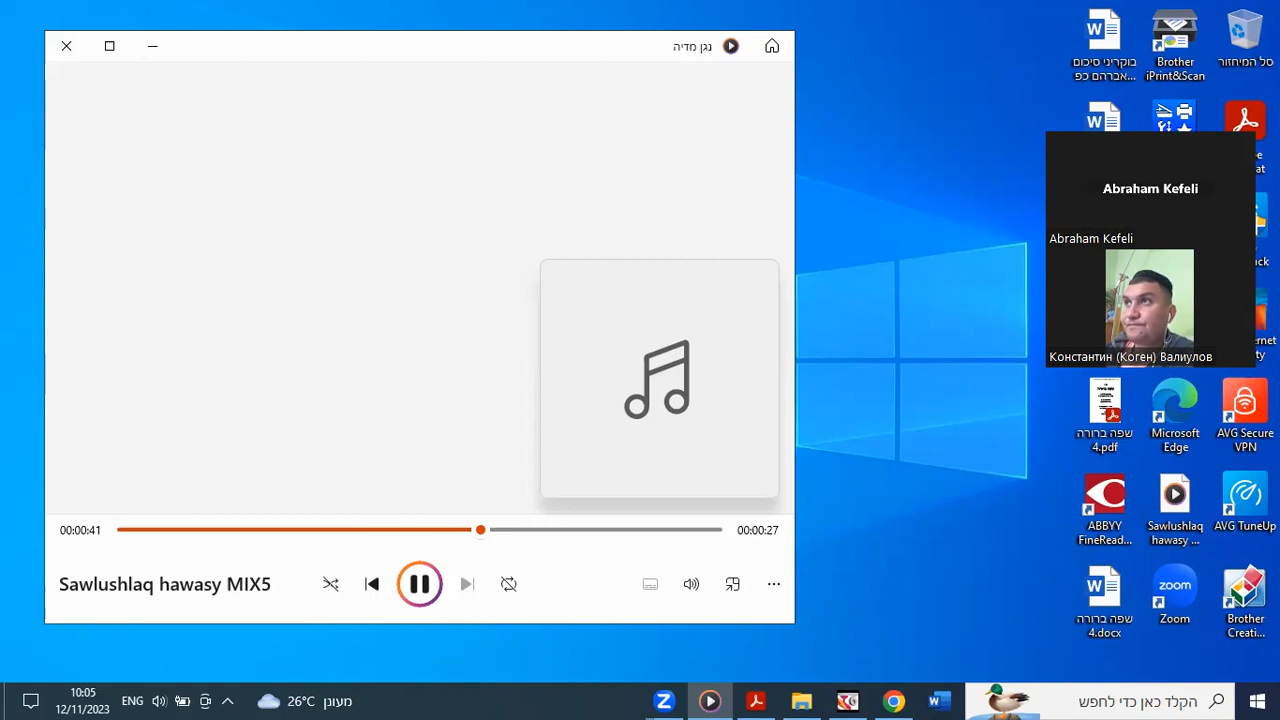 נגן מדיה
00:00:41
00:00:27
Sawlushlaq hawasy MIX5
בוקריני סיכום
אברהם כפ...
Brother
iPrint&Scan
סל המיחזור
Abraham Kefeli
Abraham Kefeli
Константин (Коген) Валиулов
שפה ברורה
4.pdf
Microsoft
Edge
AVG Secure
VPN
ABBYY
FineRead...
Sawlushlaq
hawasy ...
AVG TuneUp
שפה ברורה
4.docx
Zoom
Brother
Creati...
zoom
10:05
12/11/2023
ENG
26°C
מעונן
הקלד כאן כדי לחפש